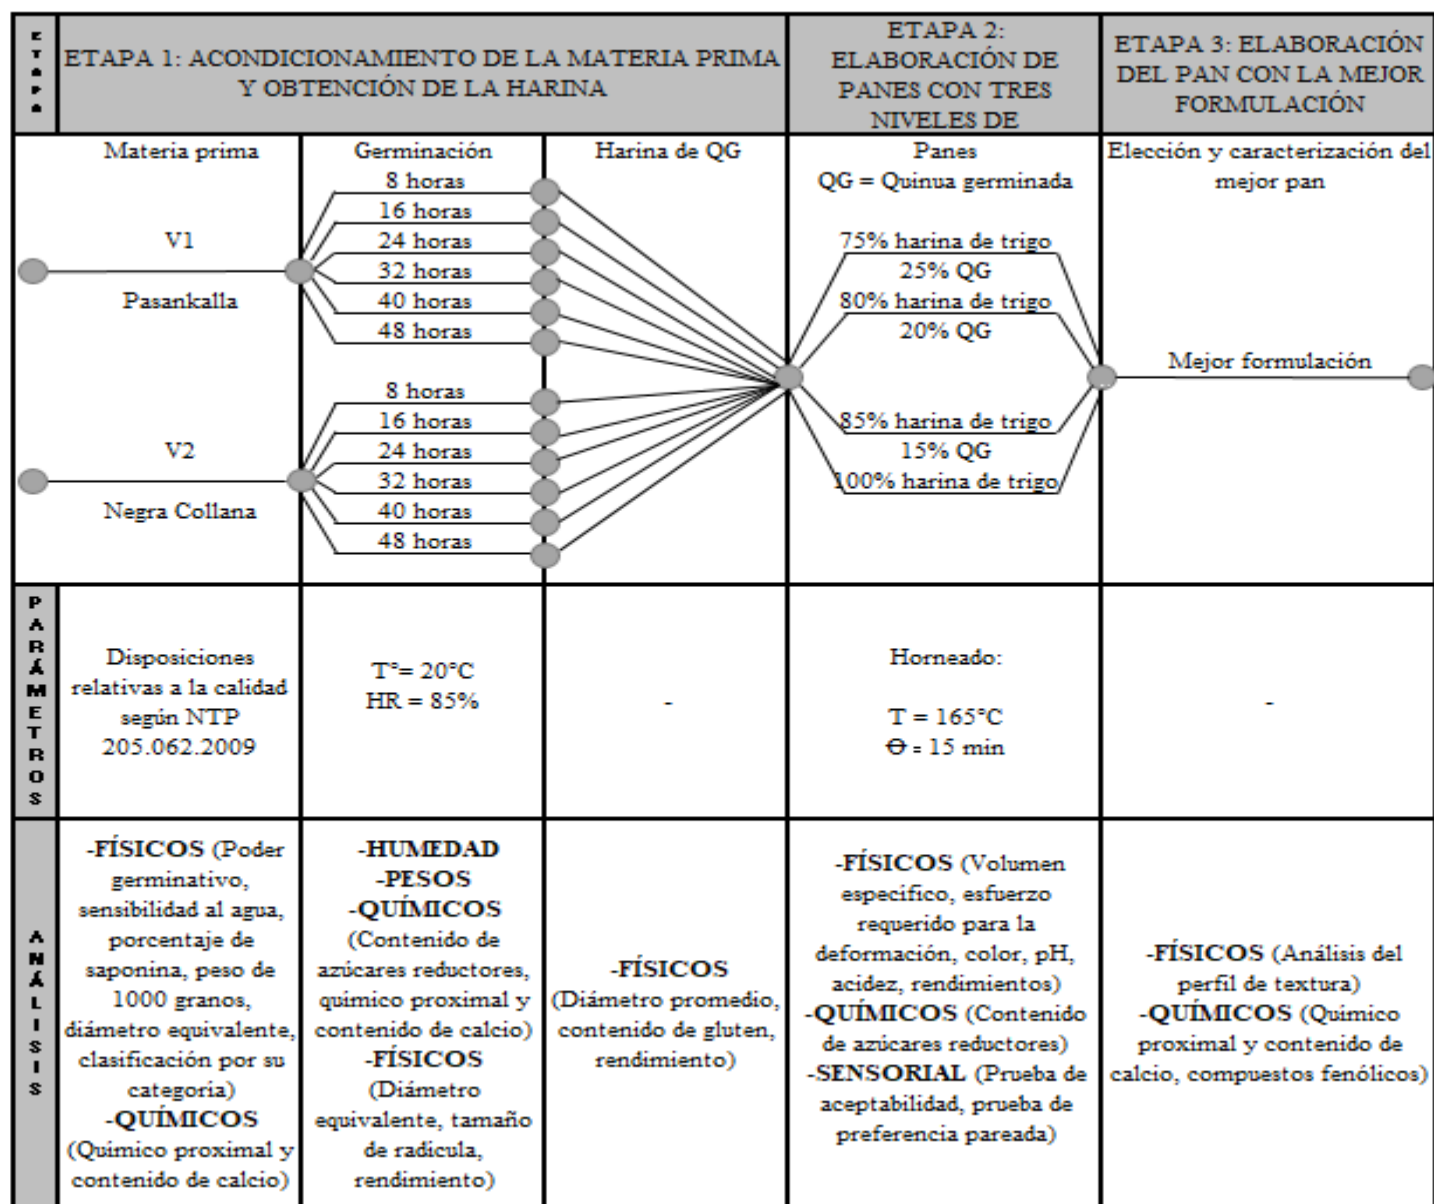 ETAPA
ETAPA 1: ACONDICIONAMIENTO DE LA MATERIA PRIMA
Y OBTENCIÓN DE LA HARINA
ETAPA 2:
ELABORACIÓN DE
PANES CON TRES
NIVELES DE
ETAPA 3: ELABORACIÓN
DEL PAN CON LA MEJOR
FORMULACIÓN
Materia prima
V1
Pasankalla
V2
Negra Collana
Germinación
8 horas
16 horas
24 horas
32 horas
40 horas
48 horas
8 horas
16 horas
24 horas
32 horas
40 horas
48 horas
Harina de QG
Panes
QG = Quinua germinada
75% harina de trigo
25% QG
80% harina de trigo
20% QG
85% harina de trigo
15% QG
100% harina de trigo
Elección y caracterización del
mejor pan
Mejor formulación
PARÁMETROS
Disposiciones
relativas a la calidad
según NTP
205.062.2009
T°= 20°C
HR = 85%
-
Horneado:
T = 165°C
Ɵ = 15 min
-
ANÁLISIS
-FÍSICOS (Poder
germinativo,
sensibilidad al agua,
porcentaje de
saponina, peso de
1000 granos,
diámetro equivalente,
clasificación por su
categoria)
-QUÍMICOS
(Quimico proximal y
contenido de calcio)
-HUMEDAD
-PESOS
-QUÍMICOS
(Contenido de
azúcares reductores,
quimico proximal y
contenido de calcio)
-FÍSICOS
(Diámetro
equivalente, tamaño
de radicula,
rendimiento)
-FÍSICOS
(Diámetro promedio,
contenido de gluten,
rendimiento)
-FÍSICOS (Volumen
especifico, esfuerzo
requerido para la
deformación, color, pH,
acidez, rendimientos)
-QUÍMICOS (Contenido
de azúcares reductores)
-SENSORIAL (Prueba de
aceptabilidad, prueba de
preferencia pareada)
-FÍSICOS (Análisis del
perfil de textura)
-QUÍMICOS (Quimico
proximal y contenido de
calcio, compuestos fenólicos)